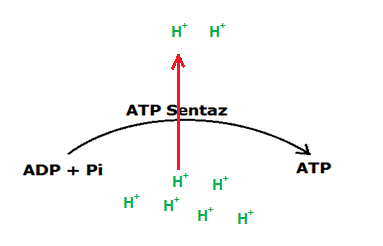 H⁺ H⁺
ATP Sentaz
ADP + Pi
ATP
H⁺ H⁺
H⁺ H⁺
H⁺ H⁺